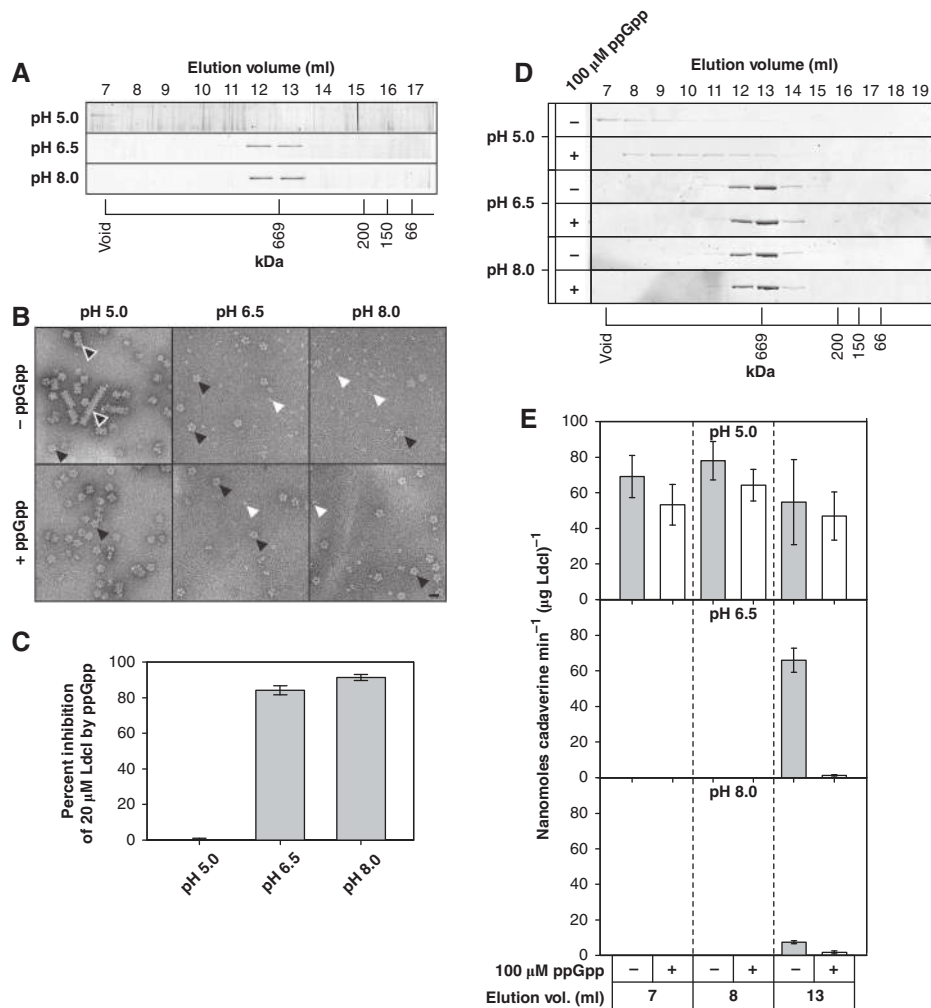 A
Elution volume (ml)
7 8 9 10 11 12 13 14 15 16 17
pH 5.0
pH 6.5
pH 8.0
Void 669 200 150 66
kDa
B
pH 5.0 pH 6.5 pH 8.0
– ppGpp
+ ppGpp
C
Percent inhibition
of 20 μM LdcI by ppGpp
100
80
60
40
20
0
pH 5.0 pH 6.5 pH 8.0
D
100 μM ppGpp
Elution volume (ml)
7 8 9 10 11 12 13 14 15 16 17 18 19
pH 5.0
–
+
pH 6.5
–
+
pH 8.0
–
+
Void 669 200 150 66
kDa
E
Nanomoles cadaverine min⁻¹ (μg LdcI)⁻¹
pH 5.0
100
80
60
40
20
0
pH 6.5
80
60
40
20
0
pH 8.0
80
60
40
20
0
100 μM ppGpp – + – + – +
Elution vol. (ml) 7 8 13